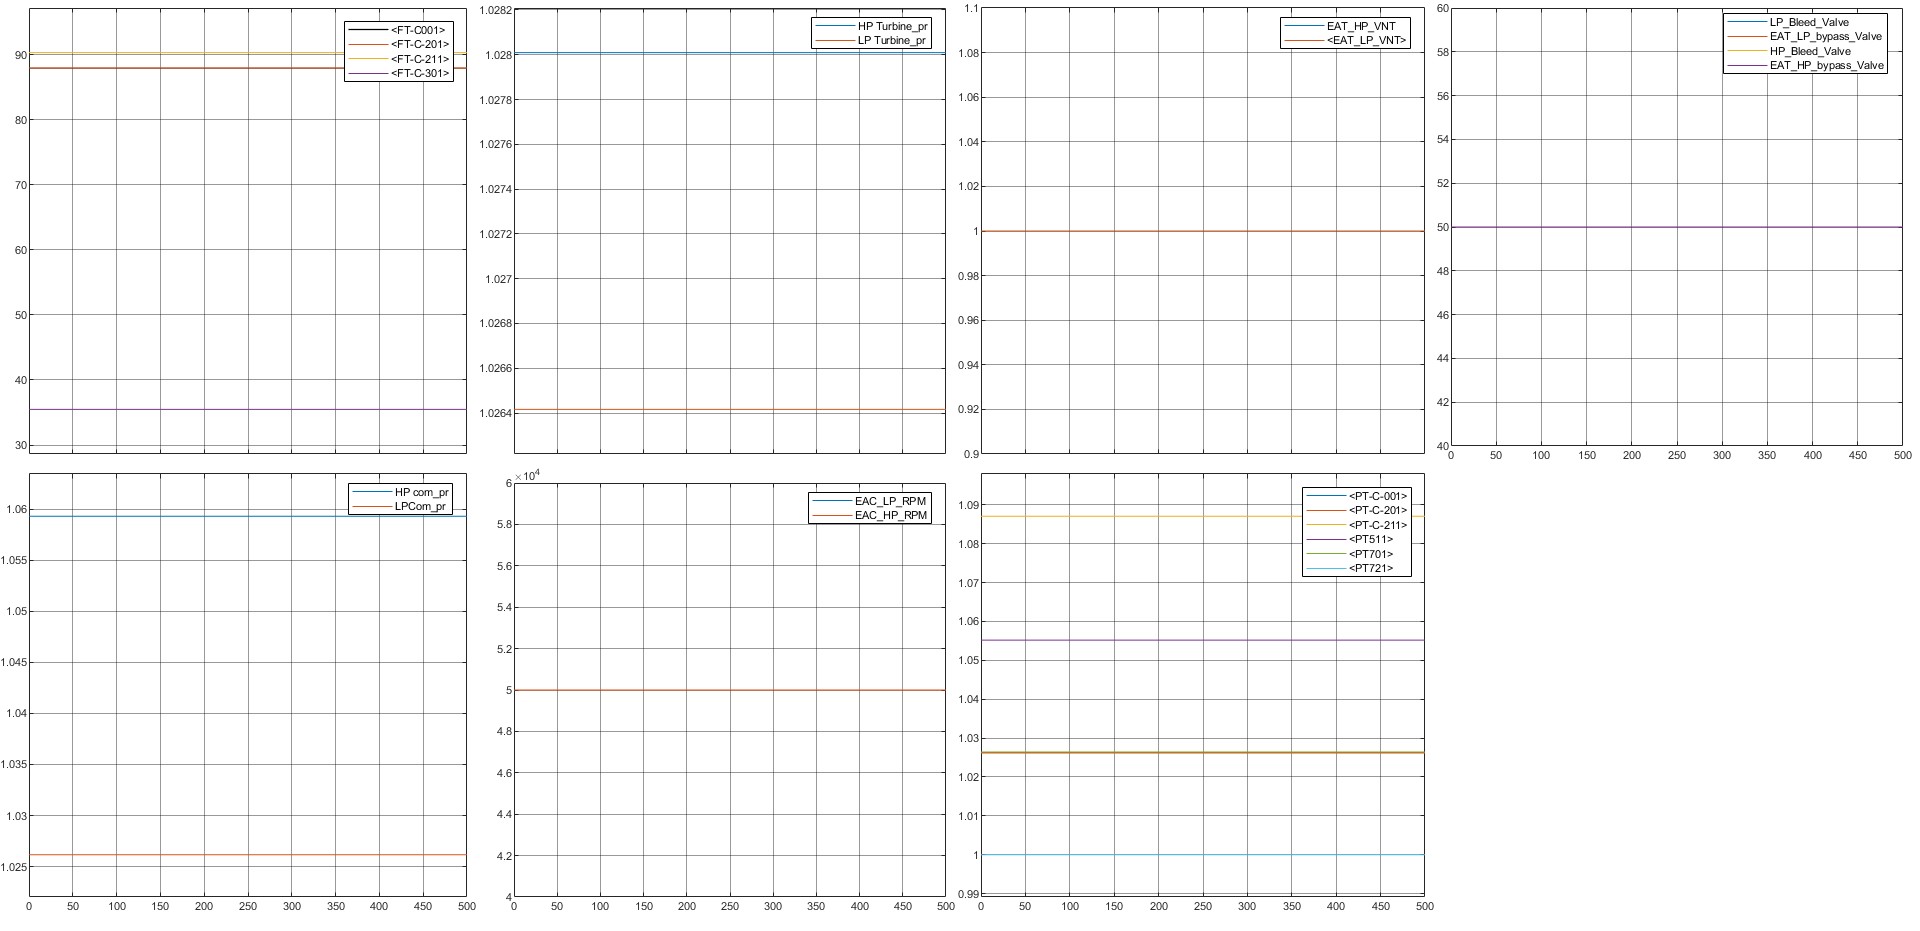 90
80
70
60
50
40
30
<FT-C001>
<FT-C-201>
<FT-C-211>
<FT-C-301>
1.0282
1.028
1.0278
1.0276
1.0274
1.0272
1.027
1.0268
1.0266
1.0264
HP Turbine_pr
LP Turbine_pr
1.1
1.08
1.06
1.04
1.02
1
0.98
0.96
0.94
0.92
0.9
EAT_HP_VNT
<EAT_LP_VNT>
60
58
56
54
52
50
48
46
44
42
40
LP_Bleed_Valve
EAT_LP_bypass_Valve
HP_Bleed_Valve
EAT_HP_bypass_Valve
0 50 100 150 200 250 300 350 400 450 500
1.06
1.055
1.05
1.045
1.04
1.035
1.03
1.025
HP com_pr
LPCom_pr
0 50 100 150 200 250 300 350 400 450 500
×10^4
6
5.8
5.6
5.4
5.2
5
4.8
4.6
4.4
4.2
4
EAC_LP_RPM
EAC_HP_RPM
0 50 100 150 200 250 300 350 400 450 500
1.09
1.08
1.07
1.06
1.05
1.04
1.03
1.02
1.01
1
0.99
<PT-C-001>
<PT-C-201>
<PT-C-211>
<PT511>
<PT701>
<PT721>
0 50 100 150 200 250 300 350 400 450 500